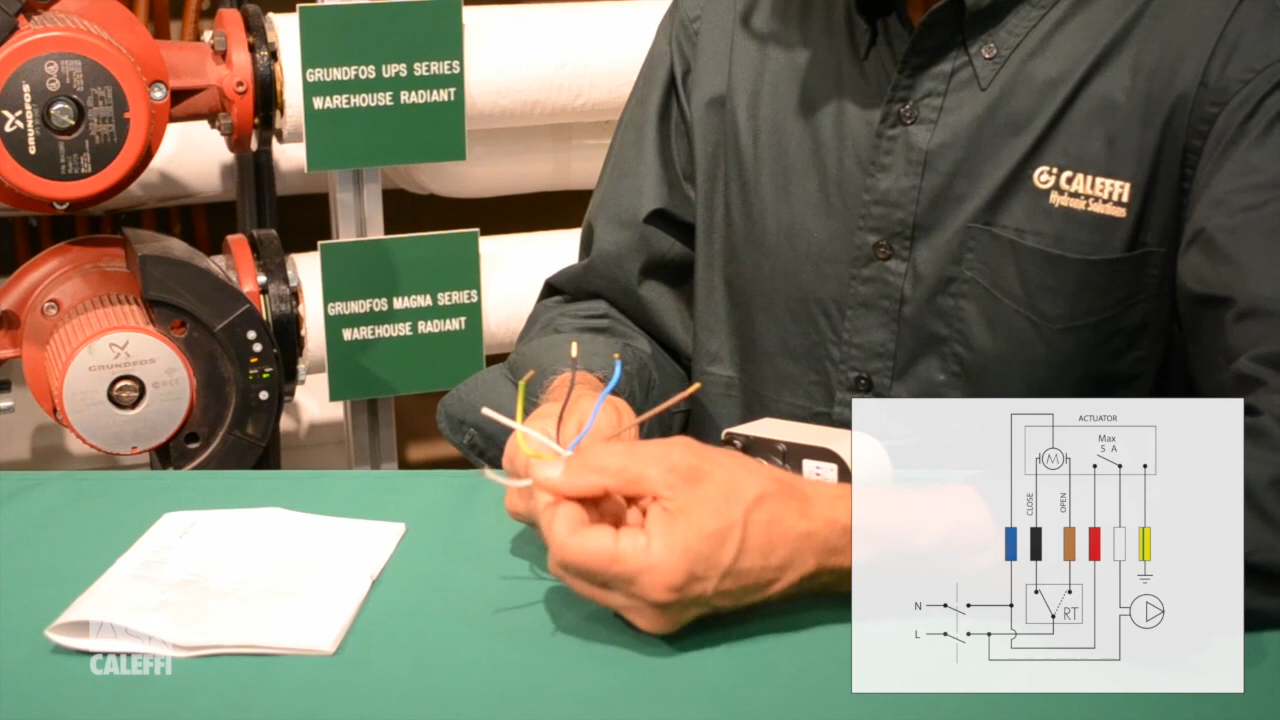 GRUNDFOS UPS SERIES
WAREHOUSE RADIANT
GRUNDFOS
GRUNDFOS MAGNA SERIES
WAREHOUSE RADIANT
GRUNDFOS
CALEFFI
Hydronic Solutions
ACTUATOR
Max
5 A
M
CLOSE
OPEN
N
L
RT
ASK
CALEFFI